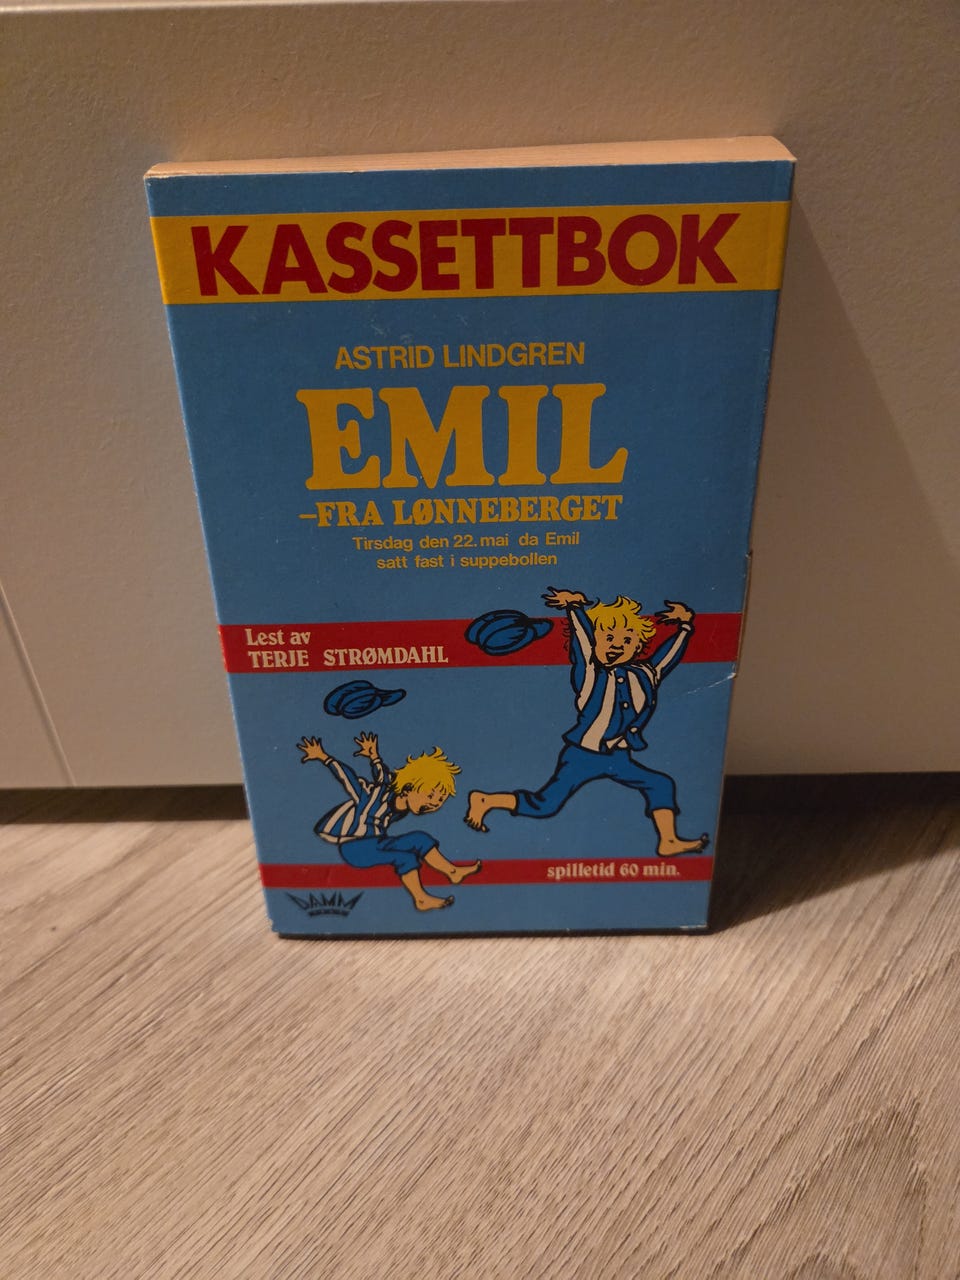 KASSETTBOK
ASTRID LINDGREN
EMIL
–FRA LØNNEBERGET
Tirsdag den 22. mai da Emil
satt fast i suppebollen
Lest av
TERJE STRØMDAHL
spilletid 60 min.
DAMM